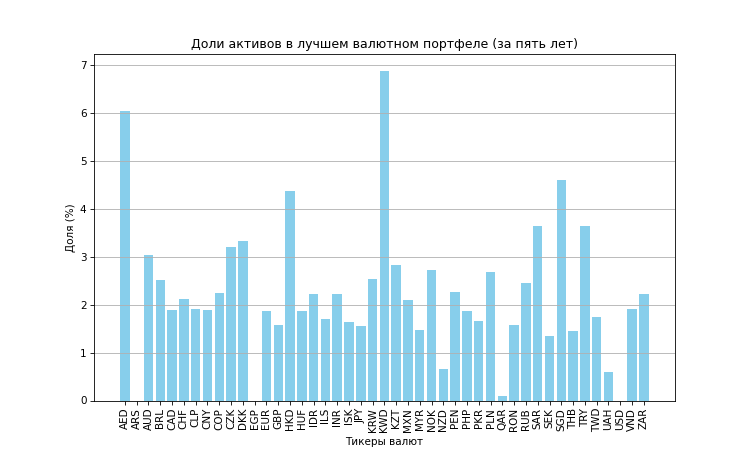 Доли активов в лучшем валютном портфеле (за пять лет)
7
6
5
4
3
2
1
0
Доля (%)
AED
ARS
AUD
BRL
CAD
CHF
CLP
CNY
COP
CZK
DKK
EGP
EUR
GBP
HKD
HUF
IDR
ILS
INR
ISK
JPY
KRW
KWD
KZT
MXN
MYR
NOK
NZD
PEN
PHP
PKR
PLN
QAR
RON
RUB
SAR
SEK
SGD
THB
TRY
TWD
UAH
USD
VND
ZAR
Тикеры валют